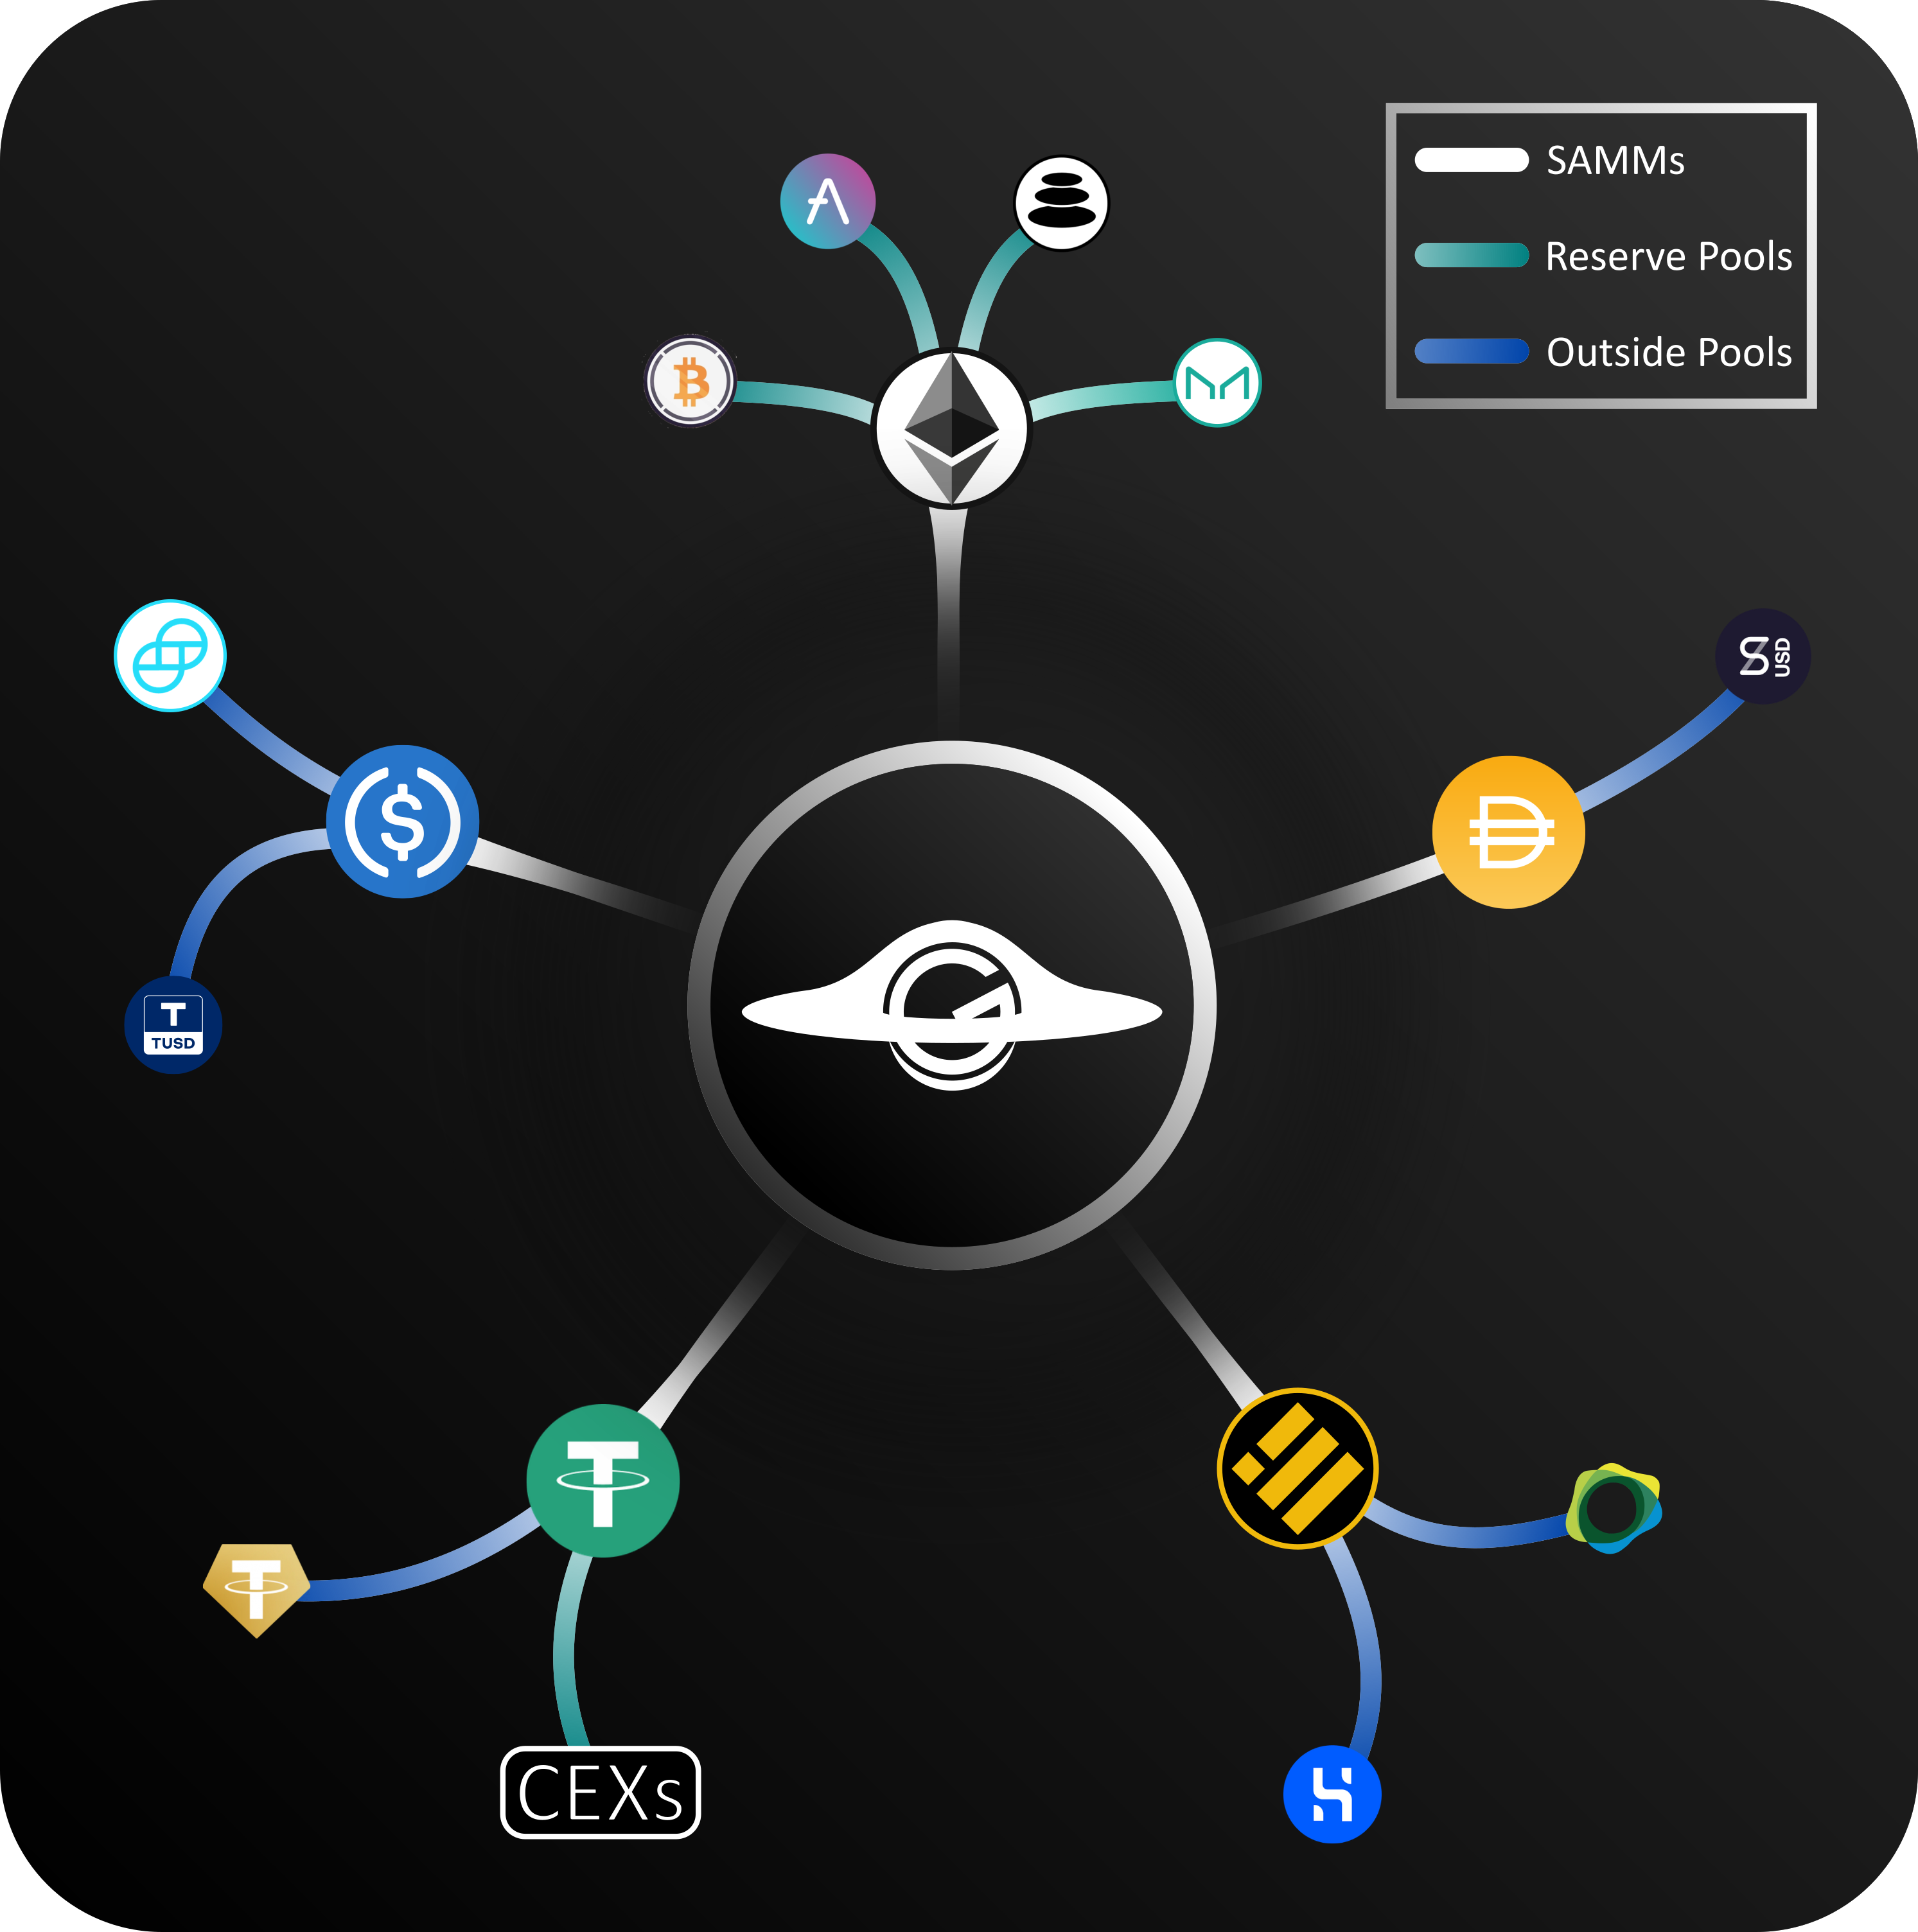 SAMMs
Reserve Pools
Outside Pools
USD
T
TUSD
CEXs